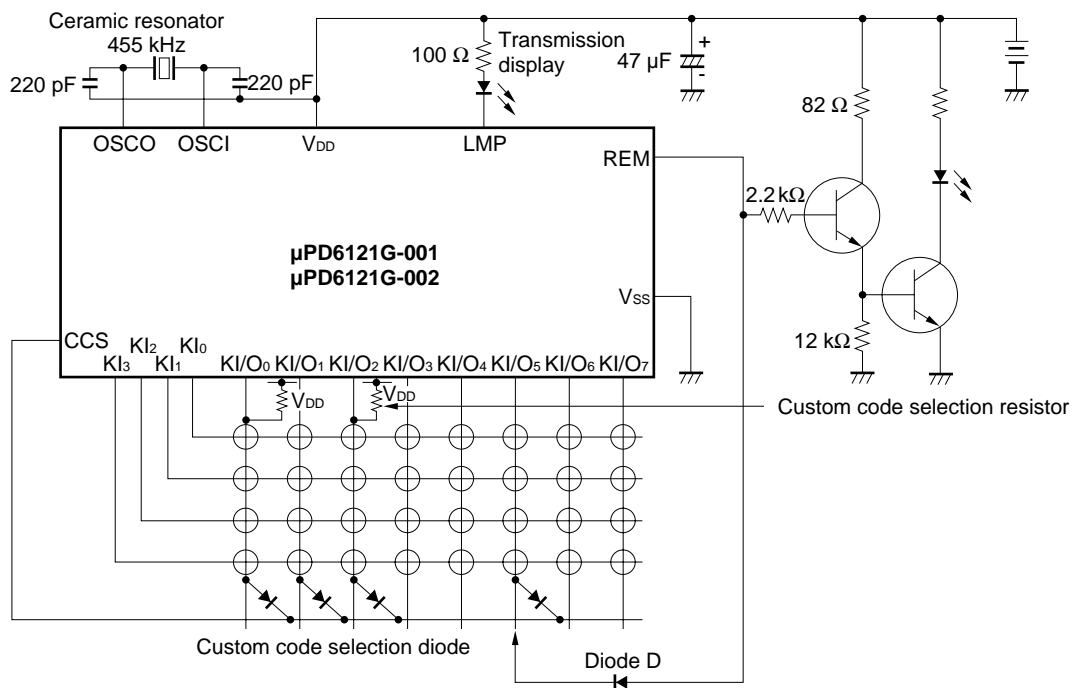 Ceramic resonator
455 kHz
220 pF
220 pF
100 Ω
Transmission
display
47 µF
+
-
82 Ω
OSCO
OSCI
VDD
LMP
REM
2.2 kΩ
µPD6121G-001
µPD6121G-002
VSS
CCS
12 kΩ
KI3
KI2
KI1
KI0
KI/O0
KI/O1
KI/O2
KI/O3
KI/O4
KI/O5
KI/O6
KI/O7
VDD
VDD
Custom code selection resistor
Custom code selection diode
Diode D